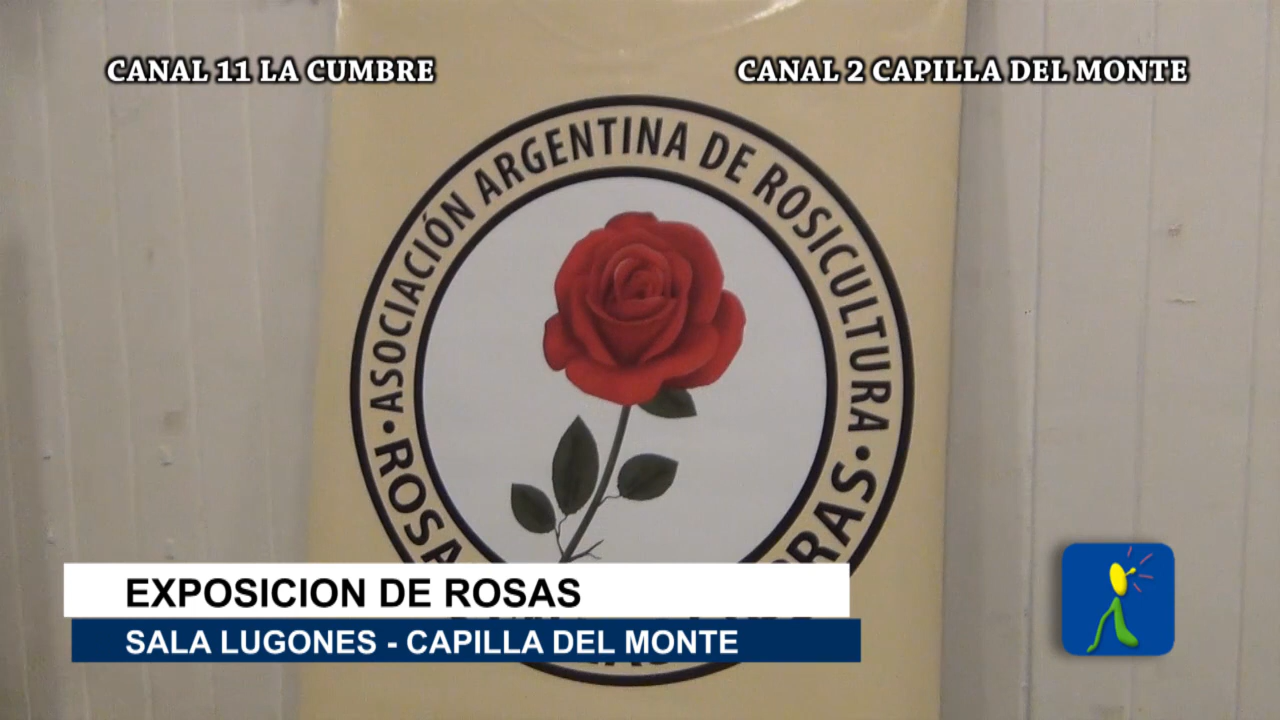 CANAL 11 LA CUMBRE
CANAL 2 CAPILLA DEL MONTE
ASOCIACIÓN ARGENTINA DE ROSICULTURA
EXPOSICION DE ROSAS
SALA LUGONES - CAPILLA DEL MONTE